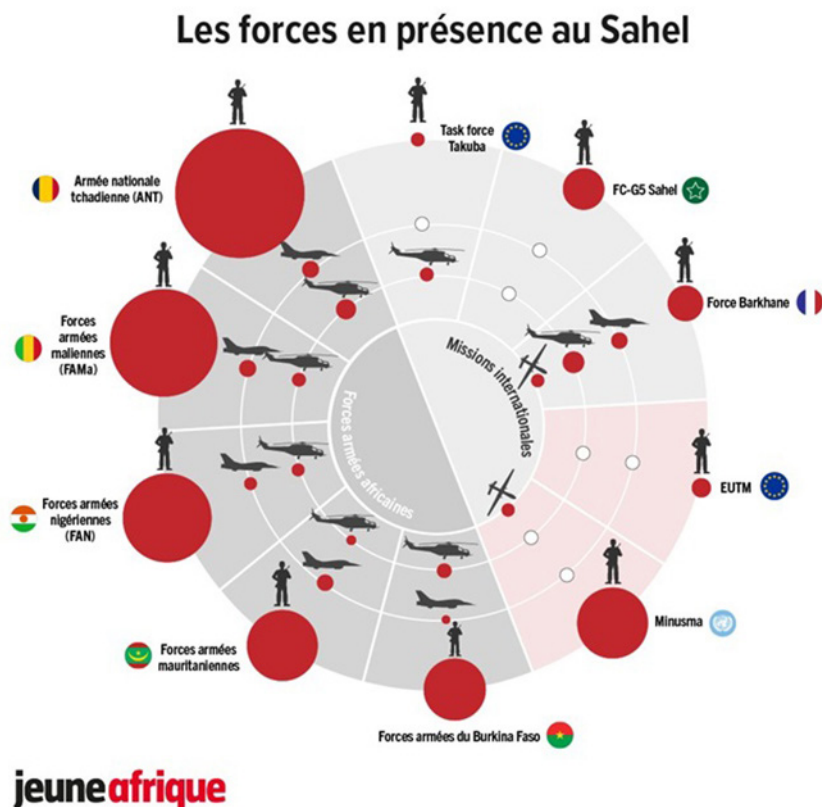 Les forces en présence au Sahel
Task force
Takuba
FC-G5 Sahel
Force Barkhane
EUTM
Minusma
Forces armées du Burkina Faso
Forces armées
mauritaniennes
Forces armées
nigériennes
(FAN)
Forces
armées
maliennes
(FAMa)
Armée nationale
tchadienne (ANT)
Missions internationales
Forces armées africaines
jeuneafrique